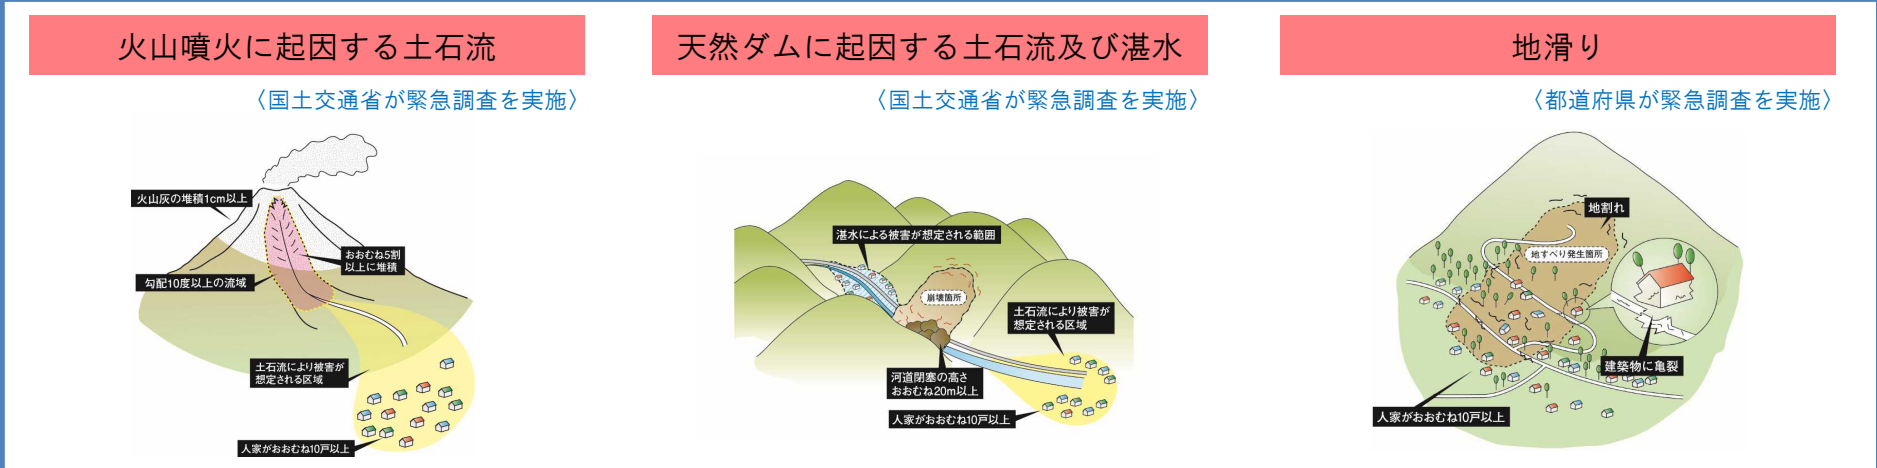 火山噴火に起因する土石流
〈国土交通省が緊急調査を実施〉
火山灰の堆積1cm以上
おおむね5割
以上に堆積
勾配10度以上の流域
土石流により被害が
想定される区域
人家がおおむね10戸以上
天然ダムに起因する土石流及び湛水
〈国土交通省が緊急調査を実施〉
湛水による被害が想定される範囲
崩壊箇所
土石流により被害が
想定される区域
河道閉塞の高さ
おおむね20m以上
人家がおおむね10戸以上
地滑り
〈都道府県が緊急調査を実施〉
地割れ
地すべり発生箇所
建築物に亀裂
人家がおおむね10戸以上